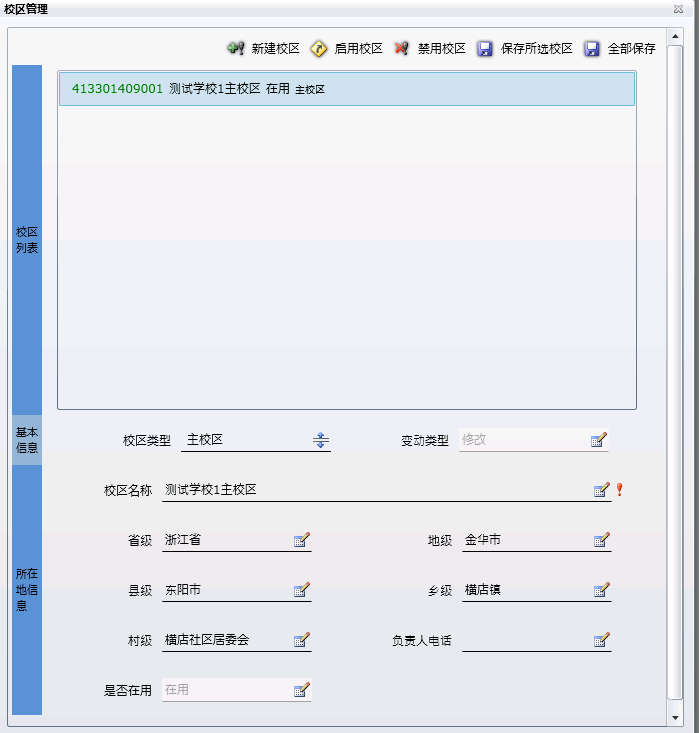 校区管理
新建校区 启用校区 禁用校区 保存所选校区 全部保存
413301409001 测试学校1主校区 在用 主校区
校区
列表
基本
信息
校区类型 主校区 变动类型 修改
校区名称 测试学校1主校区
省级 浙江省 地级 金华市
所在
地信
息
县级 东阳市 乡级 横店镇
村级 横店社区居委会 负责人电话
是否在用 在用